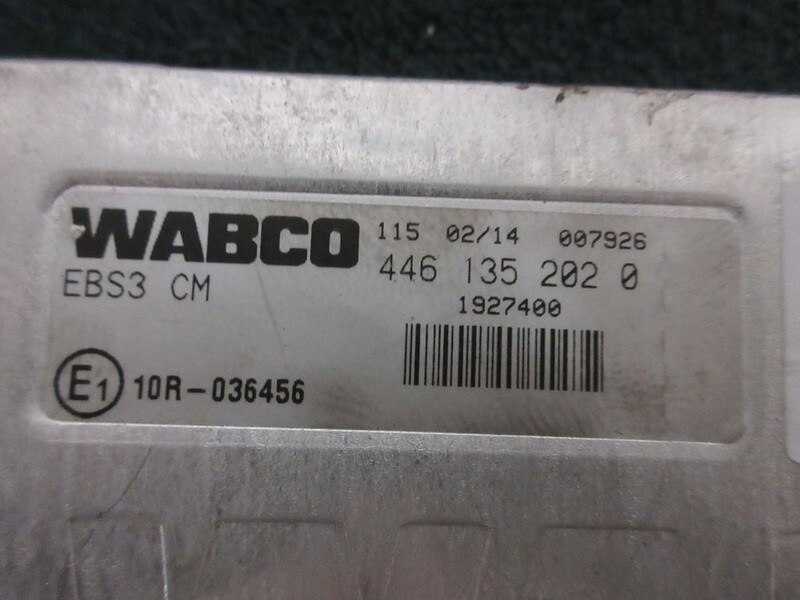 WABCO 115 02/14 007926
EBS3 CM 446 135 202 0
1927400
E1 10R-036456